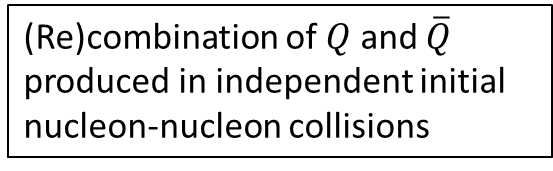 (Re)combination of Q and Q̄
produced in independent initial
nucleon-nucleon collisions